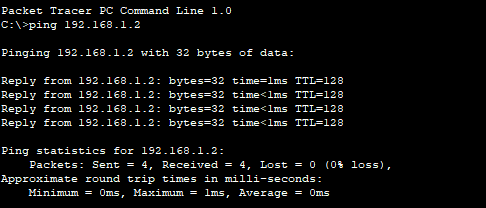 Packet Tracer PC Command Line 1.0
C:\>ping 192.168.1.2
Pinging 192.168.1.2 with 32 bytes of data:
Reply from 192.168.1.2: bytes=32 time=1ms TTL=128
Reply from 192.168.1.2: bytes=32 time<1ms TTL=128
Reply from 192.168.1.2: bytes=32 time<1ms TTL=128
Reply from 192.168.1.2: bytes=32 time<1ms TTL=128
Ping statistics for 192.168.1.2:
Packets: Sent = 4, Received = 4, Lost = 0 (0% loss),
Approximate round trip times in milli-seconds:
Minimum = 0ms, Maximum = 1ms, Average = 0ms